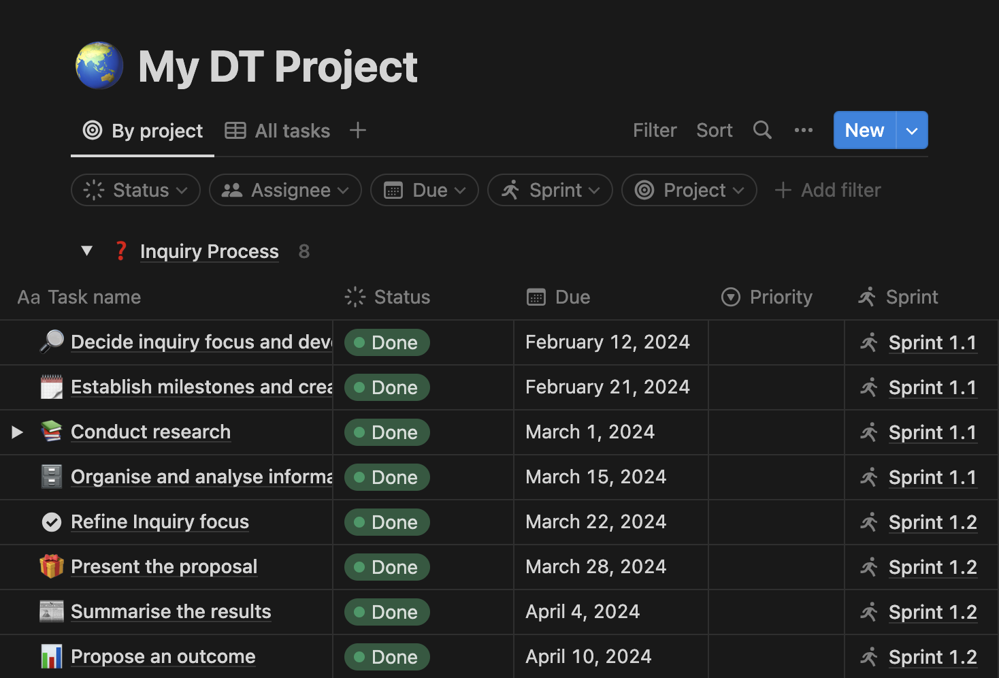 My DT Project
By project All tasks Filter Sort New
Status Assignee Due Sprint Project Add filter
Inquiry Process 8
Aa Task name Status Due Priority Sprint
Decide inquiry focus and deve Done February 12, 2024 Sprint 1.1
Establish milestones and crea Done February 21, 2024 Sprint 1.1
Conduct research Done March 1, 2024 Sprint 1.1
Organise and analyse informa Done March 15, 2024 Sprint 1.1
Refine Inquiry focus Done March 22, 2024 Sprint 1.2
Present the proposal Done March 28, 2024 Sprint 1.2
Summarise the results Done April 4, 2024 Sprint 1.2
Propose an outcome Done April 10, 2024 Sprint 1.2